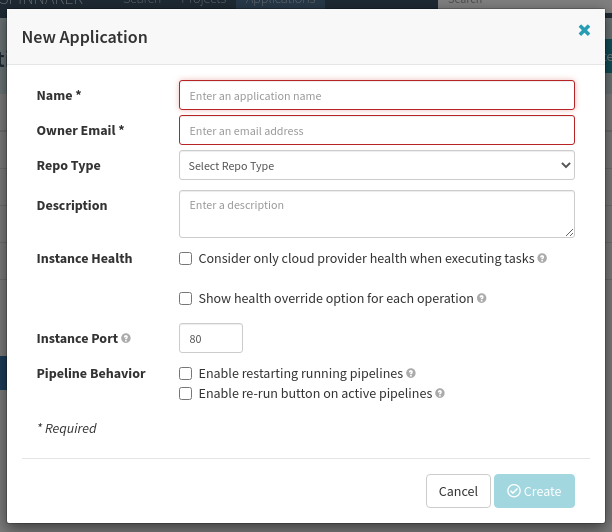 SPINNAKER Search Projects Applications Search
New Application
Name *
Enter an application name
Owner Email *
Enter an email address
Repo Type
Select Repo Type
Description
Enter a description
Instance Health
Consider only cloud provider health when executing tasks
Show health override option for each operation
Instance Port
80
Pipeline Behavior
Enable restarting running pipelines
Enable re-run button on active pipelines
* Required
Cancel
Create